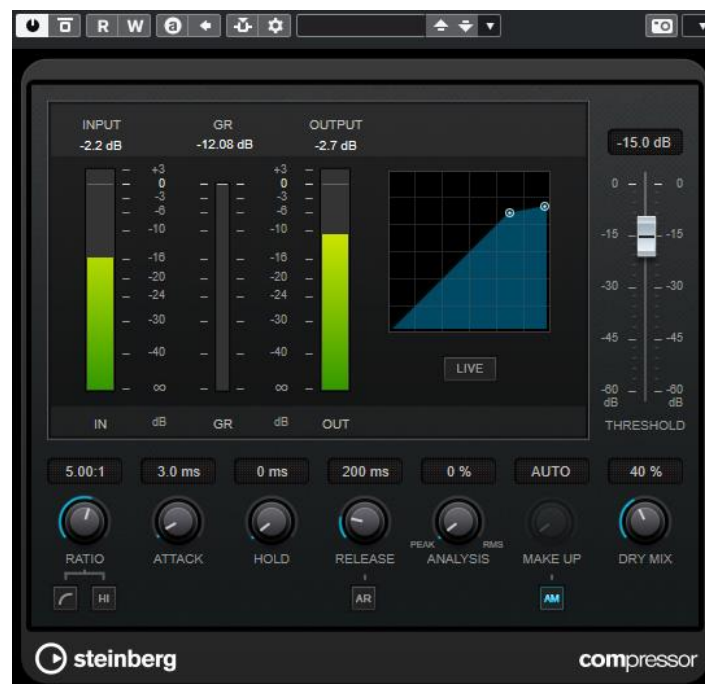 R W a
INPUT GR OUTPUT
-2.2 dB -12.08 dB -2.7 dB
-15.0 dB
+3 +3
0 0
-3 -3
-6 -6
-10 -10
-16 -16
-20 -20
-24 -24
-30 -30
-40 -40
∞ ∞
IN dB GR dB OUT
LIVE
0 0
-15 -15
-30 -30
-45 -45
-60 -60
dB dB
THRESHOLD
5.00:1 3.0 ms 0 ms 200 ms 0 % AUTO 40 %
PEAK RMS
RATIO ATTACK HOLD RELEASE ANALYSIS MAKE UP DRY MIX
HI AR AM
steinberg compressor